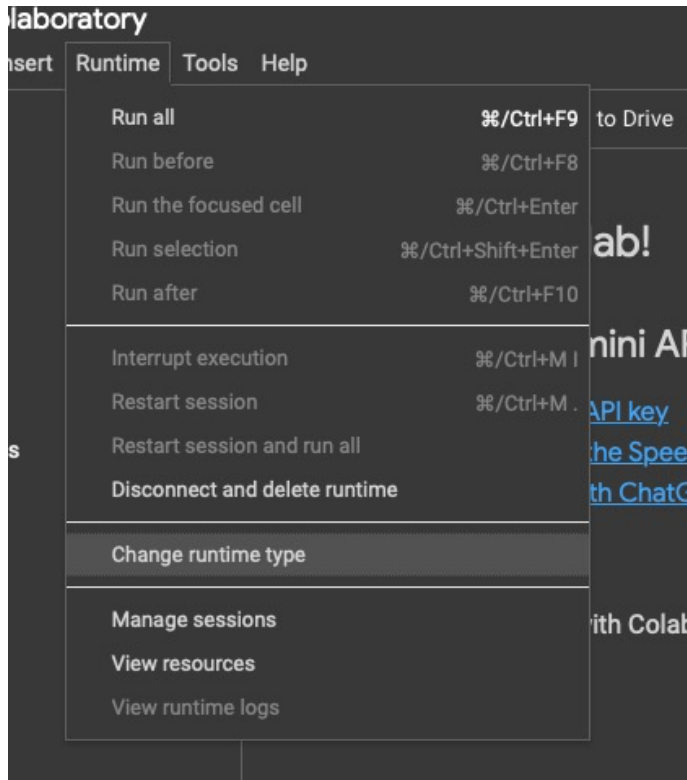 olaboratory
nsert Runtime Tools Help
Run all ⌘/Ctrl+F9 to Drive
Run before ⌘/Ctrl+F8
Run the focused cell ⌘/Ctrl+Enter
Run selection ⌘/Ctrl+Shift+Enter ab!
Run after ⌘/Ctrl+F10
nini AP
Interrupt execution ⌘/Ctrl+M I
Restart session ⌘/Ctrl+M . API key
s Restart session and run all the Spee
Disconnect and delete runtime th ChatG
Change runtime type
Manage sessions ith Colab
View resources
View runtime logs